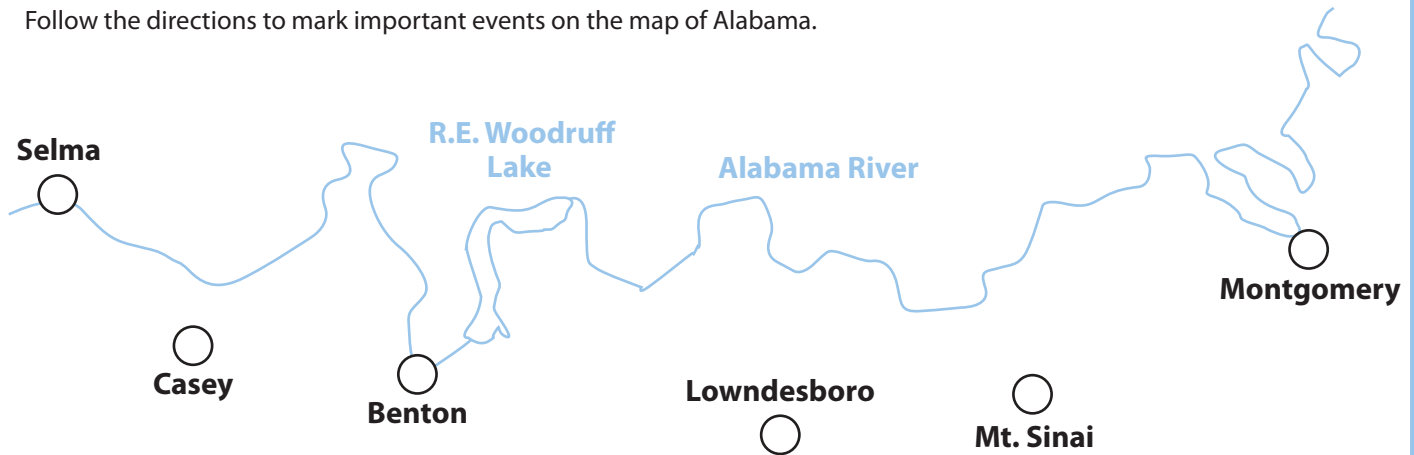 Follow the directions to mark important events on the map of Alabama.
Selma
R.E. Woodruff
Lake
Alabama River
Montgomery
Casey
Benton
Lowndesboro
Mt. Sinai